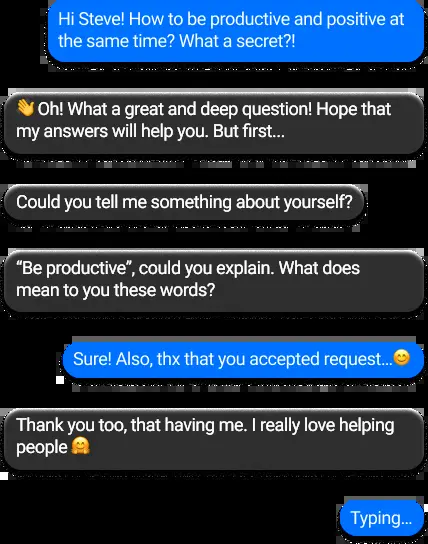 Hi Steve! How to be productive and positive at
the same time? What a secret?!
👋 Oh! What a great and deep question! Hope that
my answers will help you. But first...
Could you tell me something about yourself?
“Be productive”, could you explain. What does
mean to you these words?
Sure! Also, thx that you accepted request...😊
Thank you too, that having me. I really love helping
people 🤗
Typing...